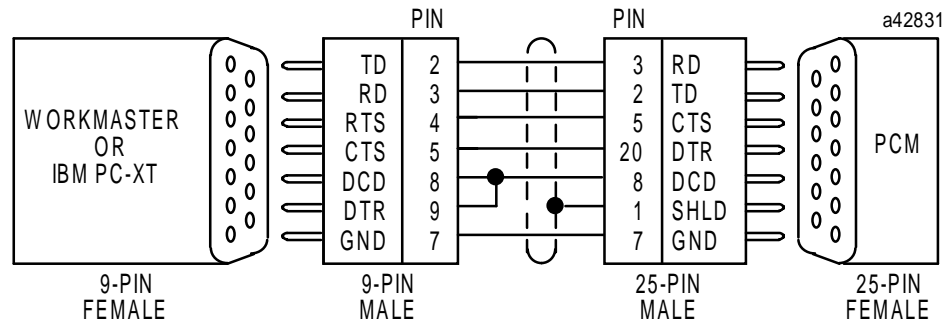 PIN PIN a42831
TD 2 3 RD
RD 3 2 TD
RTS 4 5 CTS
CTS 5 20 DTR
DCD 8 8 DCD
DTR 9 1 SHLD
GND 7 7 GND
WORKMASTER
OR
IBM PC-XT
PCM
9-PIN
FEMALE
9-PIN
MALE
25-PIN
MALE
25-PIN
FEMALE